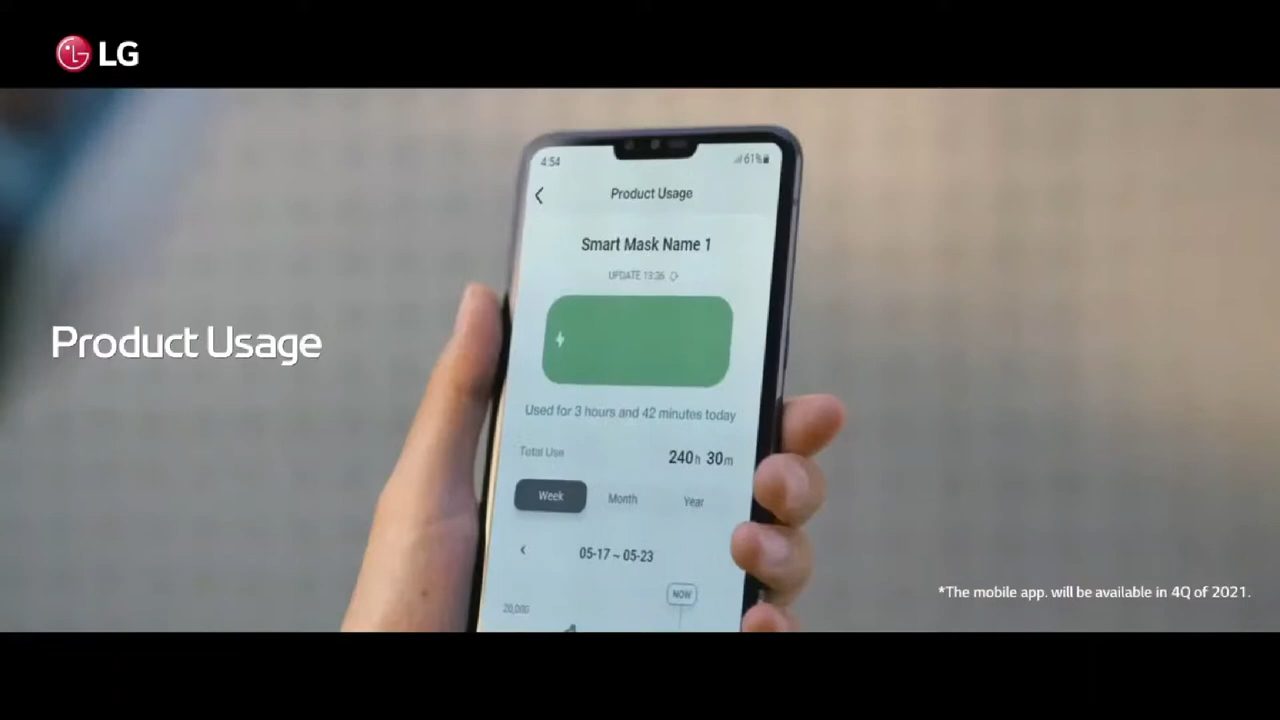 LG
4:54
61%
Product Usage
Smart Mask Name 1
UPDATE 13:36
Product Usage
Used for 3 hours and 42 minutes today
Total Use
240h 30m
Week
Month
Year
05-17 ~ 05-23
*The mobile app. will be available in 4Q of 2021.
NOW
20,000